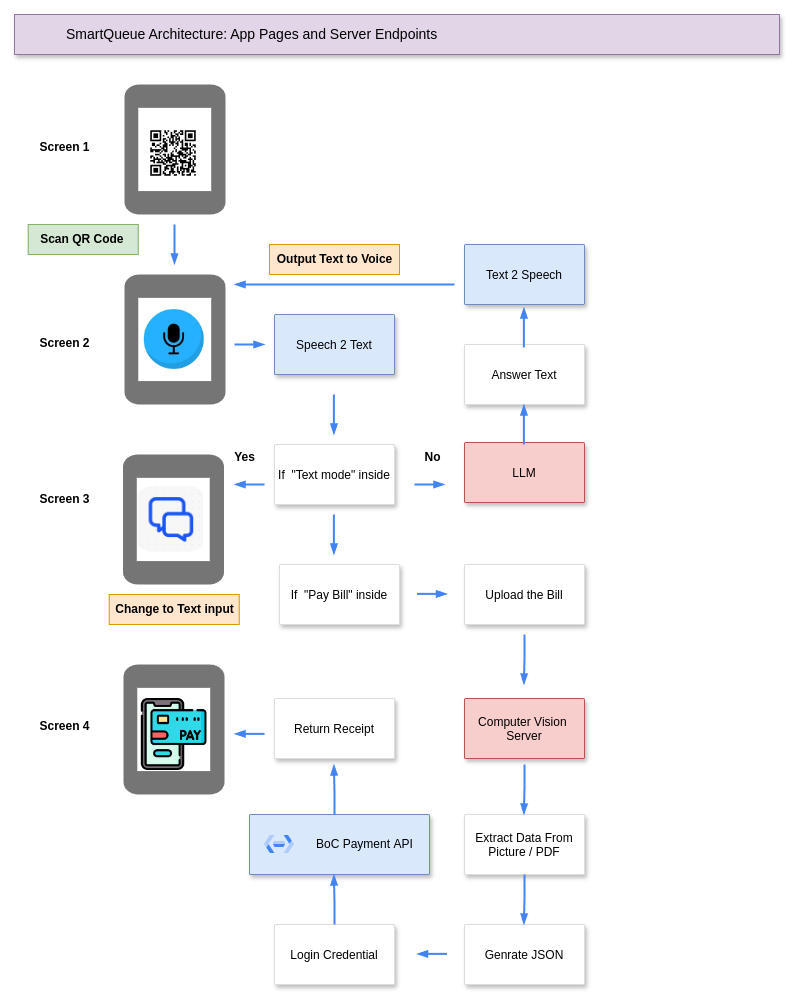 SmartQueue Architecture: App Pages and Server Endpoints
Screen 1
Scan QR Code
Output Text to Voice
Text 2 Speech
Screen 2
Speech 2 Text
Answer Text
Yes
No
If "Text mode" inside
LLM
Screen 3
If "Pay Bill" inside
Upload the Bill
Change to Text input
Screen 4
PAY
Return Receipt
Computer Vision
Server
BoC Payment API
Extract Data From
Picture / PDF
Login Credential
Genrate JSON